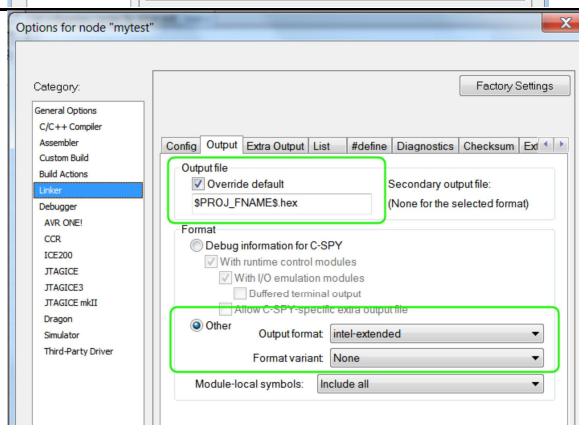 Options for node "mytest"
X
Category:
Factory Settings
General Options
C/C++ Compiler
Assembler
Custom Build
Build Actions
Linker
Debugger
AVR ONE!
CCR
ICE200
JTAGICE
JTAGICE3
JTAGICE mkII
Dragon
Simulator
Third-Party Driver
Config Output Extra Output List #define Diagnostics Checksum Ext
Output file
Override default
Secondary output file:
$PROJ_FNAME$.hex
(None for the selected format)
Format
Debug information for C-SPY
With runtime control modules
With I/O emulation modules
Buffered terminal output
Allow C-SPY-specific extra output file
Other
Output format: intel-extended
Format variant: None
Module-local symbols: Include all